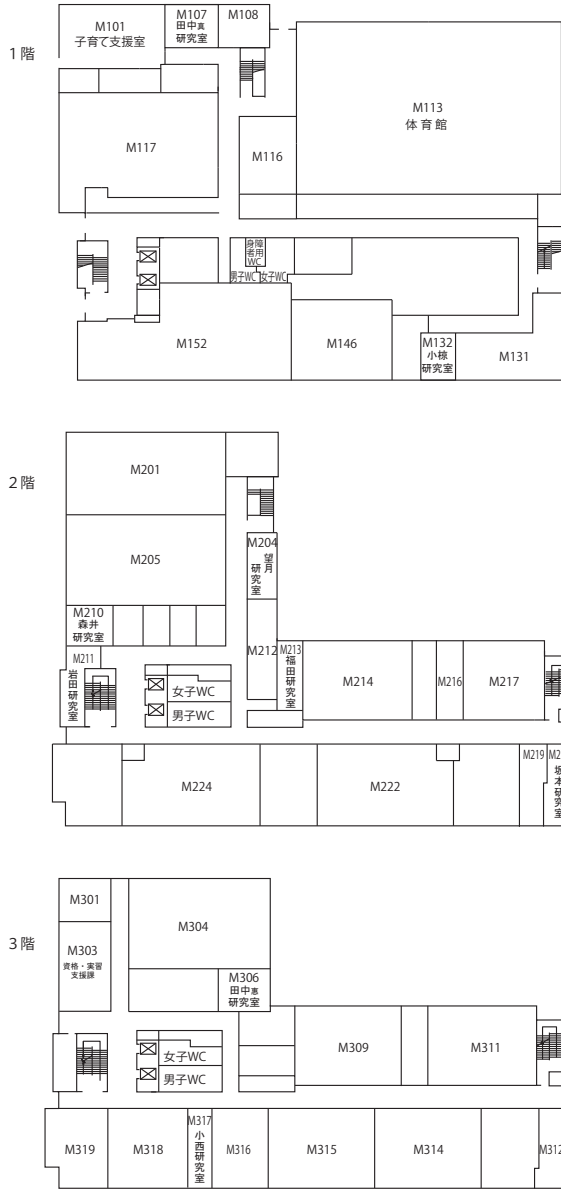 1階
M101
子育て支援室
M107
田中真
研究室
M108
M113
体育館
M117
M116
身障
者用
WC
男子WC
女子WC
M152
M146
M132
小椋
研究室
M131
2階
M201
M205
M204
望月
研究室
M210
森井
研究室
M211
岩田研究室
M212
M213
福田研究室
M214
M216
M217
女子WC
男子WC
M224
M222
M219
堀本研究室
3階
M301
M303
資格・実習
支援課
M304
M306
田中恵
研究室
M309
M311
女子WC
男子WC
M319
M318
M317
小西研究室
M316
M315
M314
M312